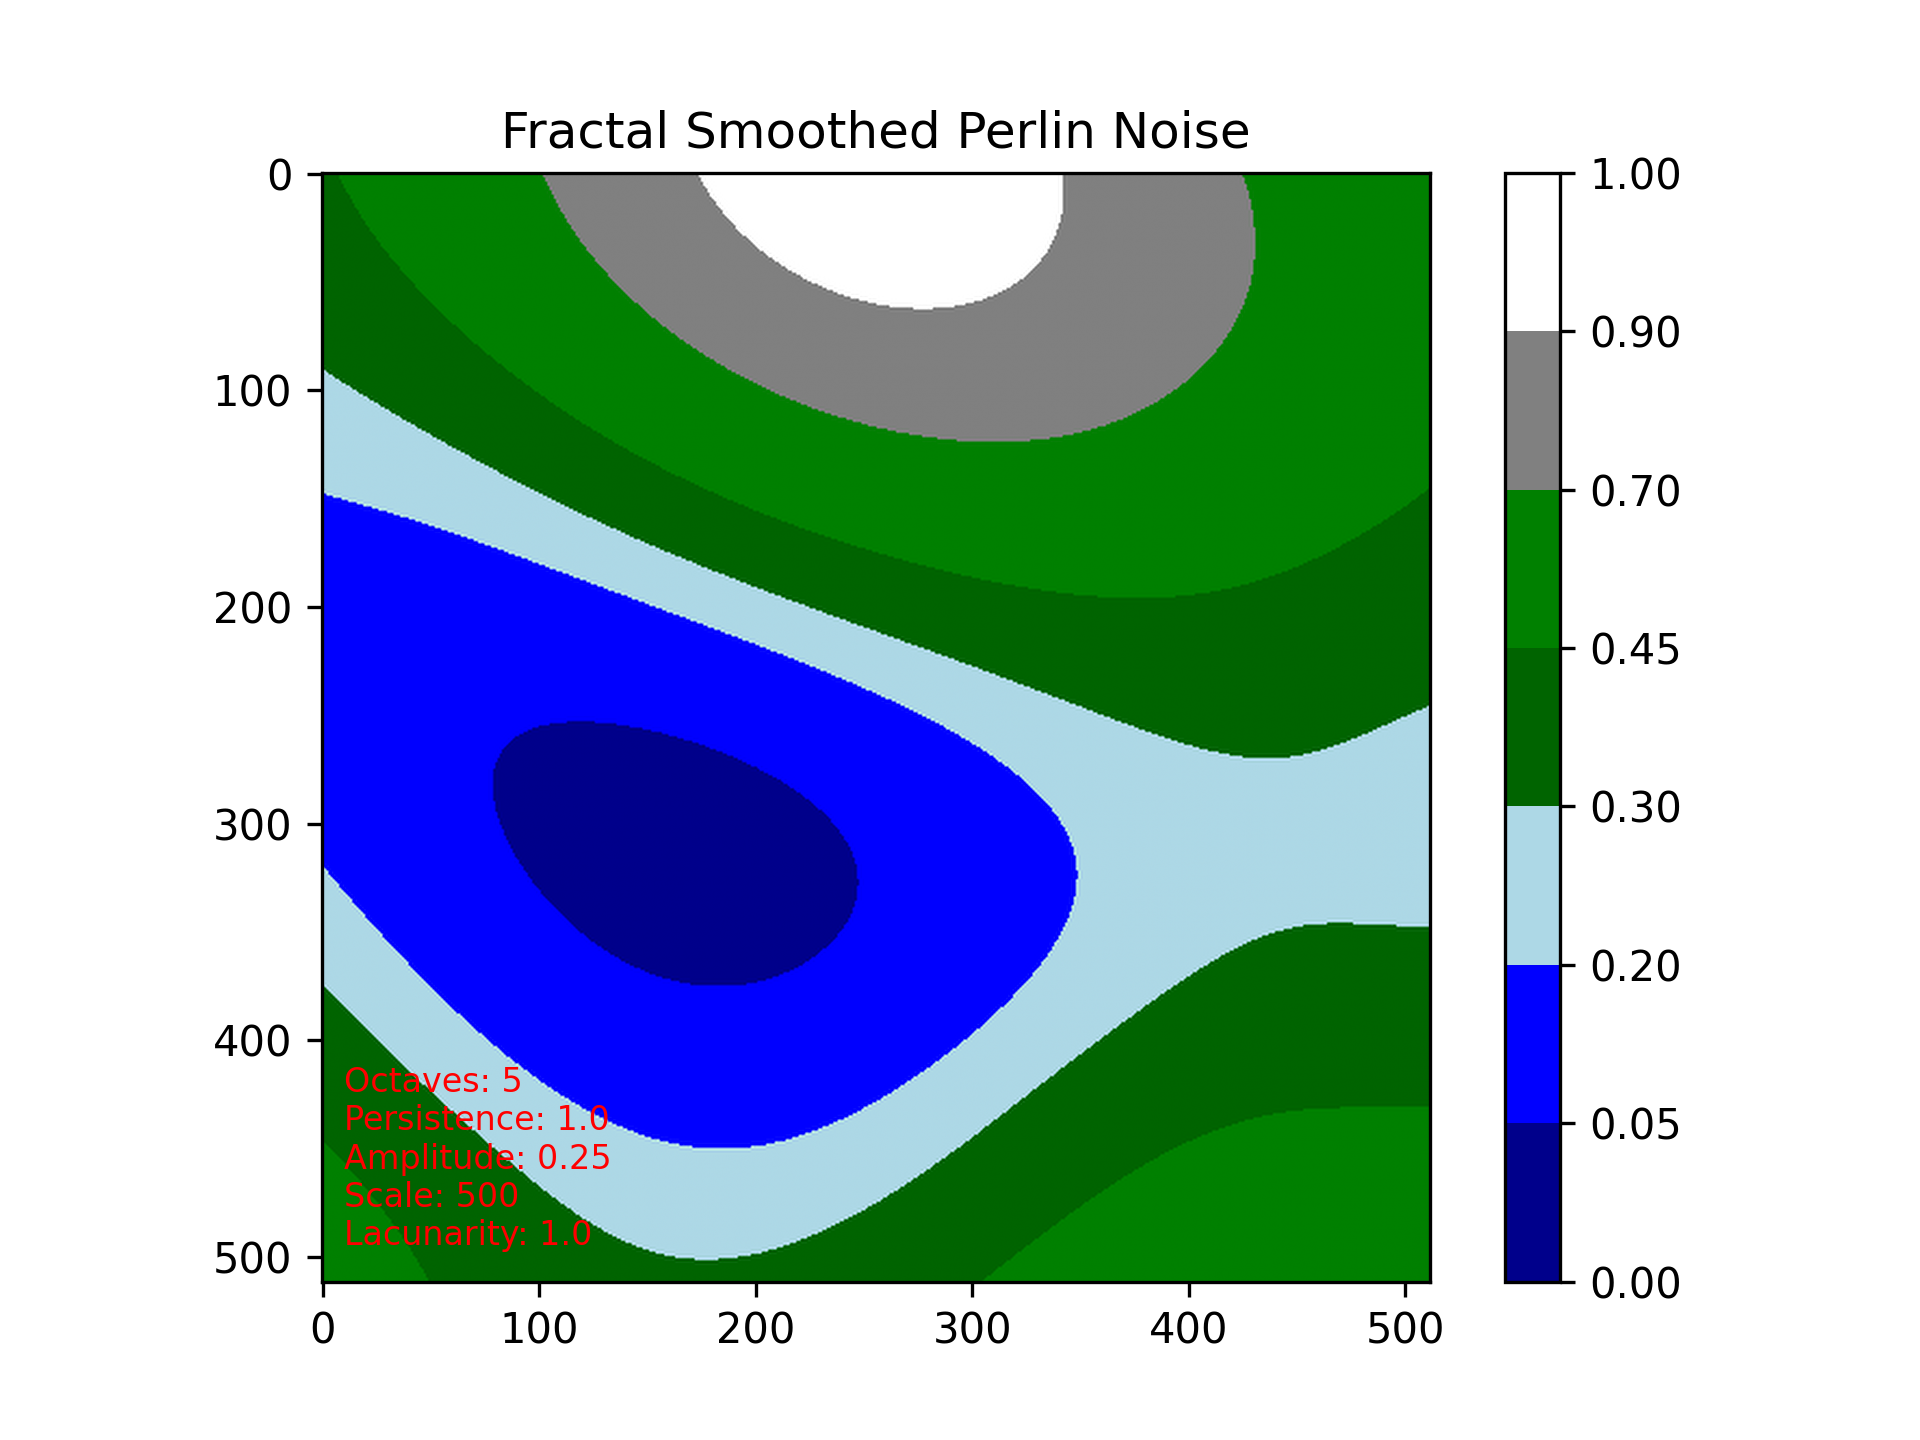 Fractal Smoothed Perlin Noise
0
100
200
300
400
500
0 100 200 300 400 500
Octaves: 5
Persistence: 1.0
Amplitude: 0.25
Scale: 500
Lacunarity: 1.0
1.00
0.90
0.70
0.45
0.30
0.20
0.05
0.00